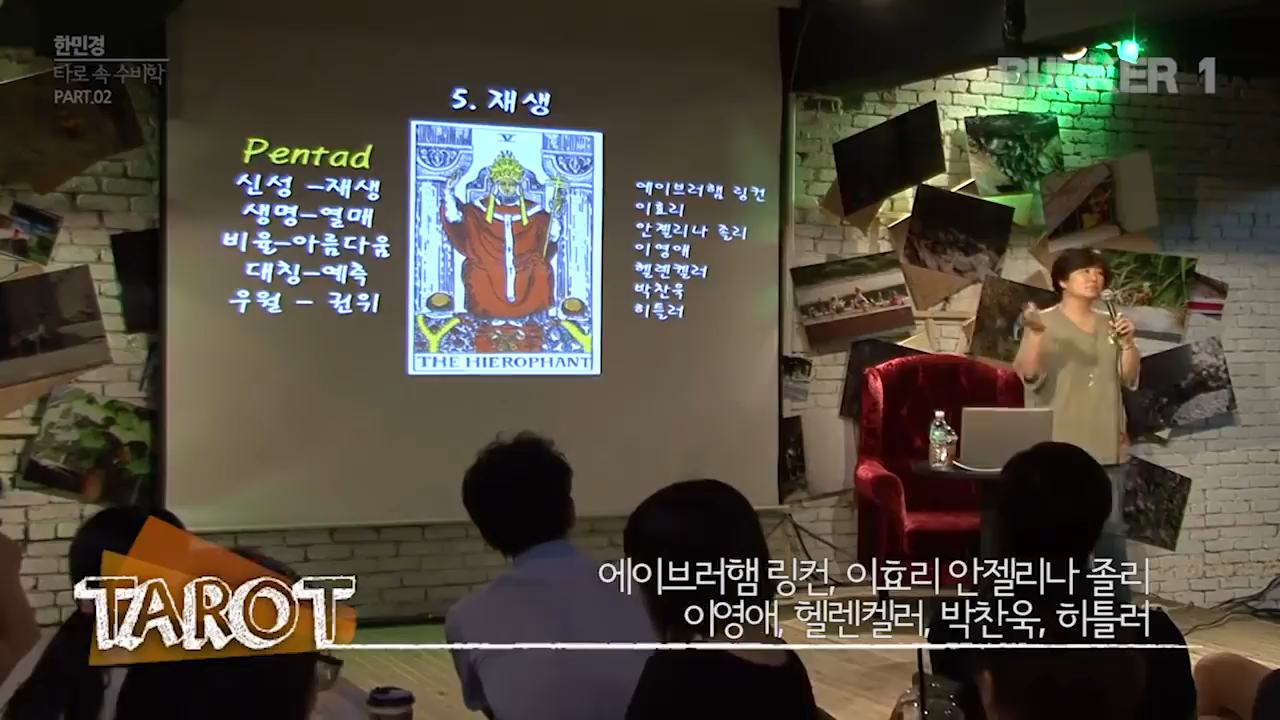 한민경
타로 속 수비학
PART.02
BUNKER 1
5. 재생
Pentad
신성 - 재생
생명 - 열매
비율 - 아름다움
대칭 - 예측
우월 - 권위
V
THE HIEROPHANT
에이브러햄 링컨
이효리
안젤리나 졸리
이영애
헬렌켈러
박찬욱
히틀러
TAROT
에이브러햄 링컨, 이효리 안젤리나 졸리
이영애, 헬렌켈러, 박찬욱, 히틀러